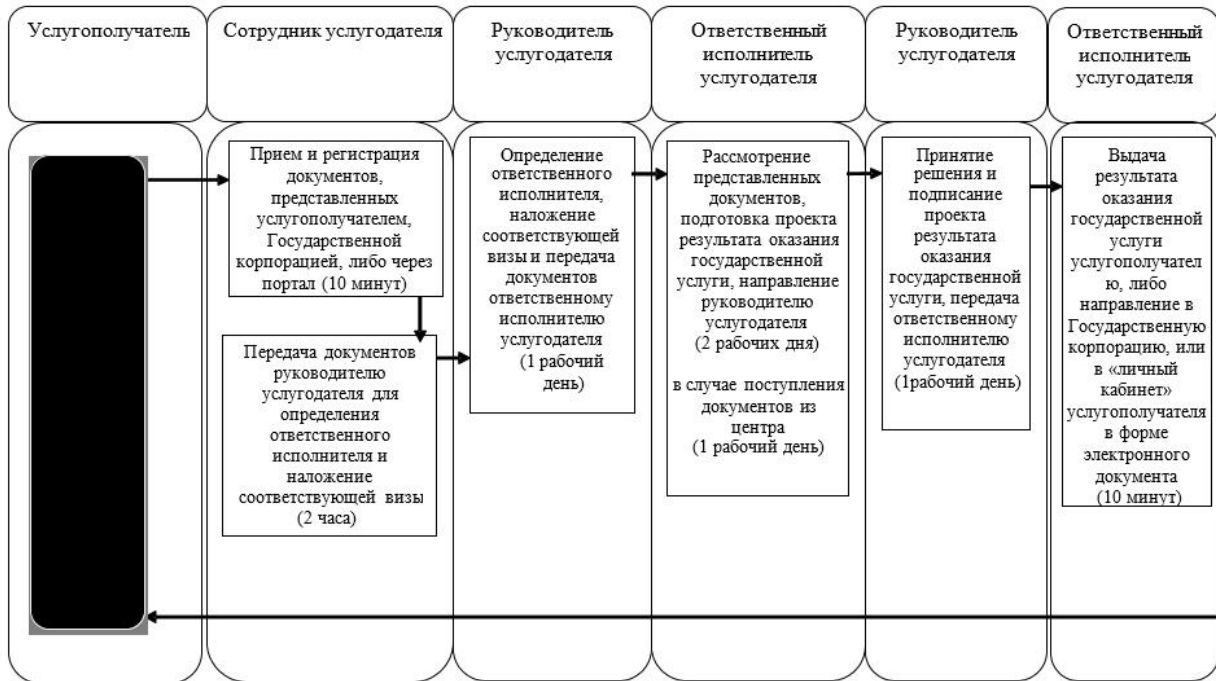 Услугополучатель
Сотрудник услугодателя
Руководитель
услугодателя
Ответственный
исполнитель
услугодателя
Руководитель
услугодателя
Ответственный
исполнитель
услугодателя
Прием и регистрация
документов,
представленных
услугополучателем,
Государственной
корпорацией, либо через
портал (10 минут)
Передача документов
руководителю
услугодателя для
определения
ответственного
исполнителя и
наложение
соответствующей визы
(2 часа)
Определение
ответственного
исполнителя,
наложение
соответствующей
визы и передача
документов
ответственному
исполнителю
услугодателя
(1 рабочий
день)
Рассмотрение
представленных
документов,
подготовка проекта
результата оказания
государственной
услуги, направление
руководителю
услугодателя
(2 рабочих дня)
в случае поступления
документов из
центра
(1 рабочий день)
Принятие
решения и
подписание
проекта
результата
оказания
государственной
услуги, передача
ответственному
исполнителю
услугодателя
(1рабочий день)
Выдача
результата
оказания
государственной
услуги
услугополучател
ю, либо
направление в
Государственную
корпорацию, или
в «личный
кабинет»
услугополучателя
в форме
электронного
документа
(10 минут)